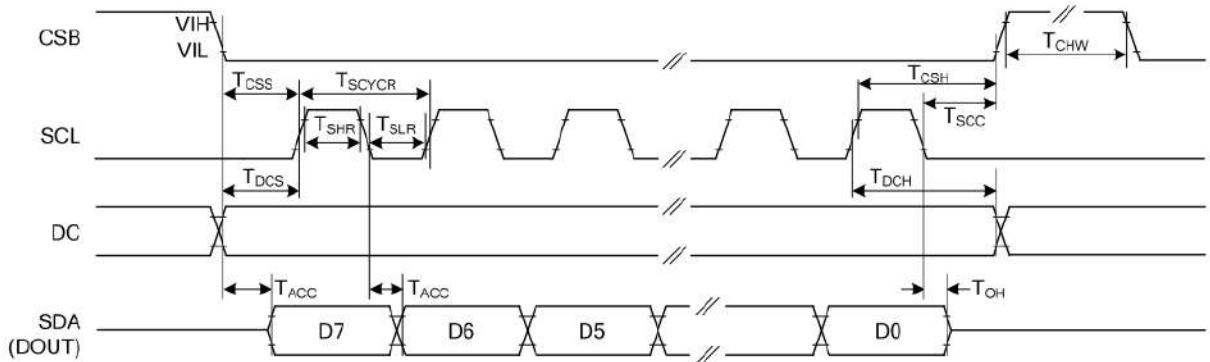 CSB
VIH
VIL
TCHW
TCSS
TSCYCR
TCSH
TSCC
SCL
TSHR
TSLR
TDCS
TDCH
DC
TACC
TACC
TOH
SDA
(DOUT)
D7
D6
D5
D0